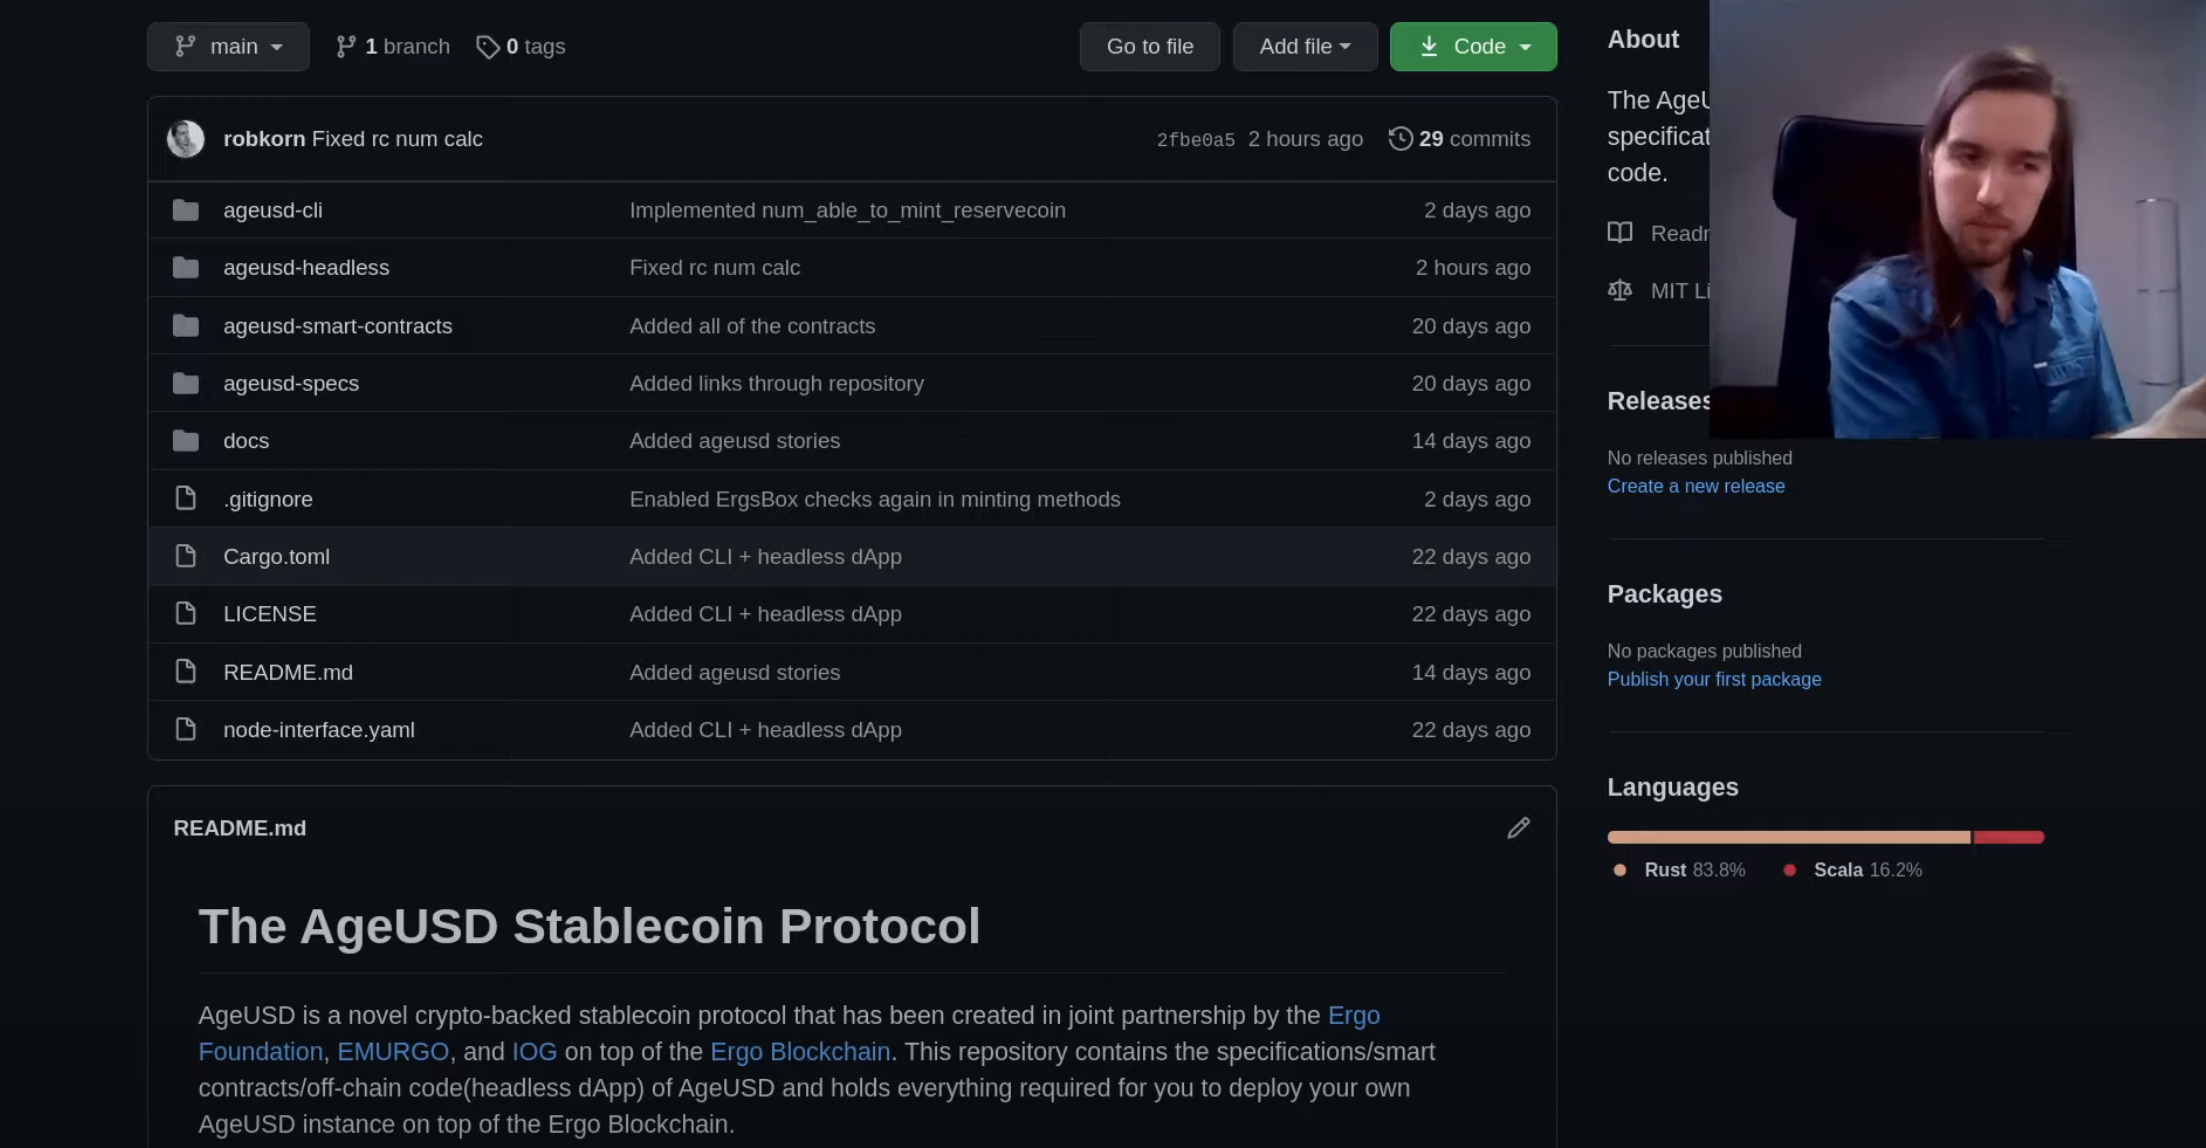 main
1 branch
0 tags
Go to file
Add file
Code
robkorn Fixed rc num calc
2fbe0a5 2 hours ago
29 commits
ageusd-cli Implemented num_able_to_mint_reservecoin 2 days ago
ageusd-headless Fixed rc num calc 2 hours ago
ageusd-smart-contracts Added all of the contracts 20 days ago
ageusd-specs Added links through repository 20 days ago
docs Added ageusd stories 14 days ago
.gitignore Enabled ErgsBox checks again in minting methods 2 days ago
Cargo.toml Added CLI + headless dApp 22 days ago
LICENSE Added CLI + headless dApp 22 days ago
README.md Added ageusd stories 14 days ago
node-interface.yaml Added CLI + headless dApp 22 days ago
README.md
The AgeUSD Stablecoin Protocol
AgeUSD is a novel crypto-backed stablecoin protocol that has been created in joint partnership by the Ergo
Foundation, EMURGO, and IOG on top of the Ergo Blockchain. This repository contains the specifications/smart
contracts/off-chain code(headless dApp) of AgeUSD and holds everything required for you to deploy your own
AgeUSD instance on top of the Ergo Blockchain.
About
The
code.
MIT
Releases
No releases published
Create a new release
Packages
No packages published
Publish your first package
Languages
Rust 83.8% Scala 16.2%